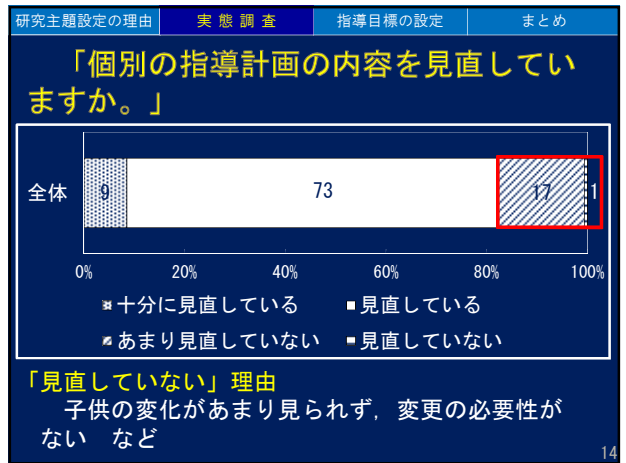 研究主題設定の理由 実態調査 指導目標の設定 まとめ
「個別の指導計画の内容を見直してい
ますか。」
全体 9 73 17 1
0% 20% 40% 60% 80% 100%
十分に見直している 見直している
あまり見直していない 見直していない
「見直していない」理由
子供の変化があまり見られず，変更の必要性が
ない　など
14